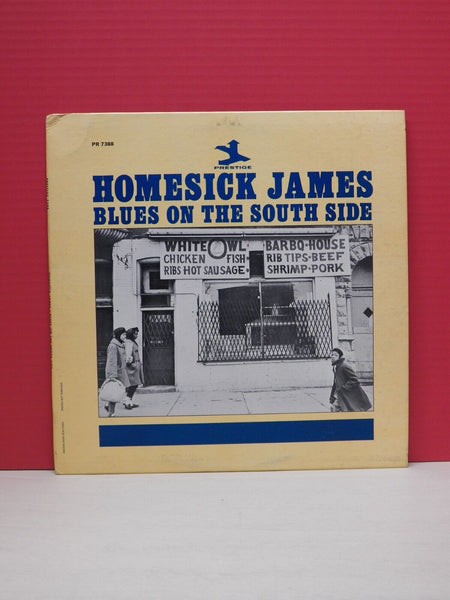 PR 7388
PRESTIGE
HOMESICK JAMES
BLUES ON THE SOUTH SIDE
WHITE OWL
CHICKEN FISH
RIBS HOT SAUSAGE
BARBQ-HOUSE
RIB TIPS-BEEF
SHRIMP-PORK